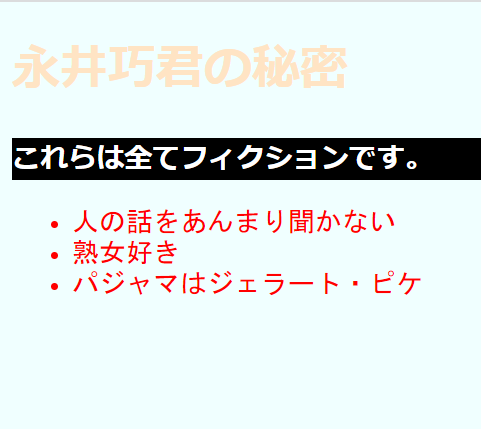 永井巧君の秘密
これらは全てフィクションです。
人の話をあんまり聞かない
熟女好き
パジャマはジェラート・ピケ